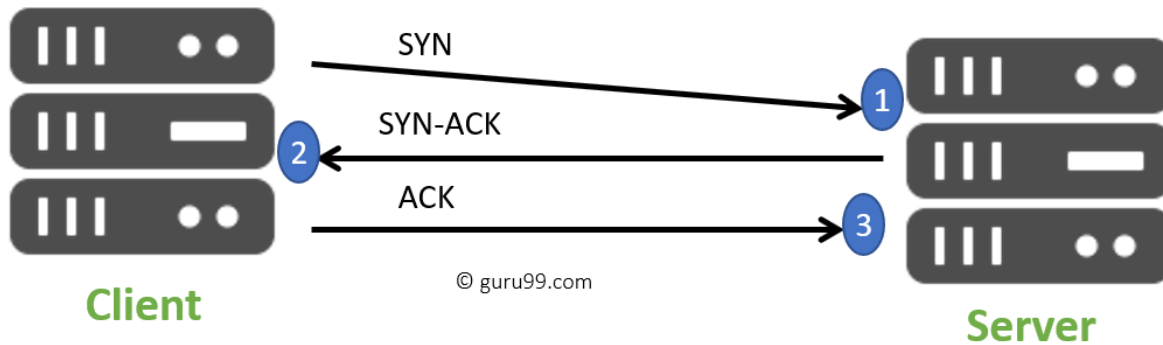 SYN
1
SYN-ACK
2
ACK
3
© guru99.com
Client
Server